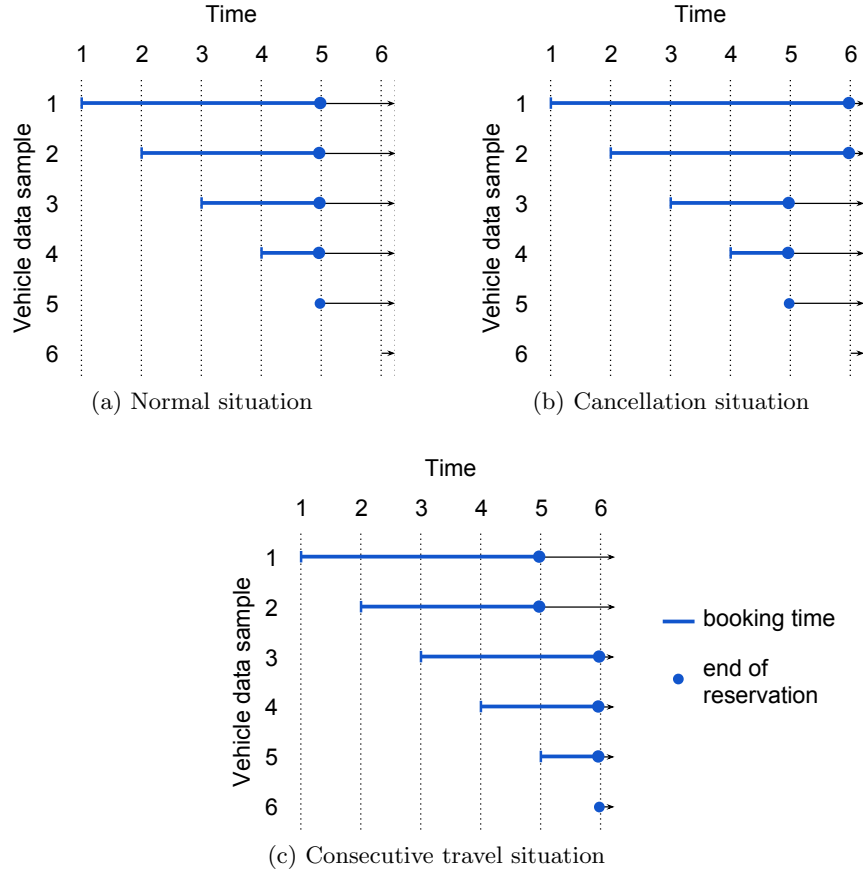 Time
1 2 3 4 5 6
Vehicle data sample
1
2
3
4
5
6
(a) Normal situation
Time
1 2 3 4 5 6
Vehicle data sample
1
2
3
4
5
6
(b) Cancellation situation
Time
1 2 3 4 5 6
Vehicle data sample
1
2
3
4
5
6
booking time
end of
reservation
(c) Consecutive travel situation